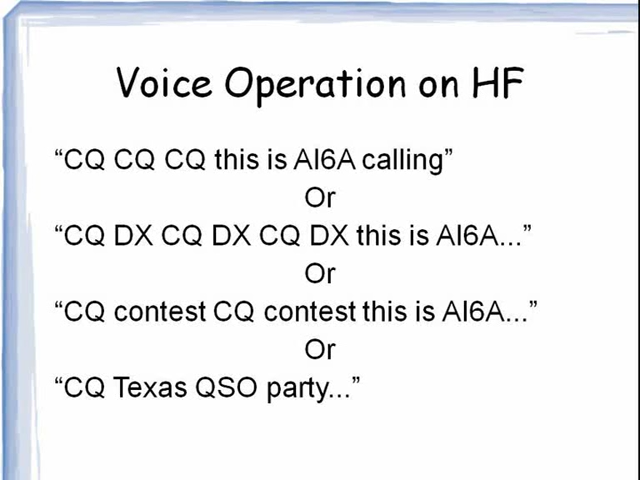 Voice Operation on HF
“CQ CQ CQ this is AI6A calling”
Or
“CQ DX CQ DX CQ DX this is AI6A...”
Or
“CQ contest CQ contest this is AI6A...”
Or
“CQ Texas QSO party...”